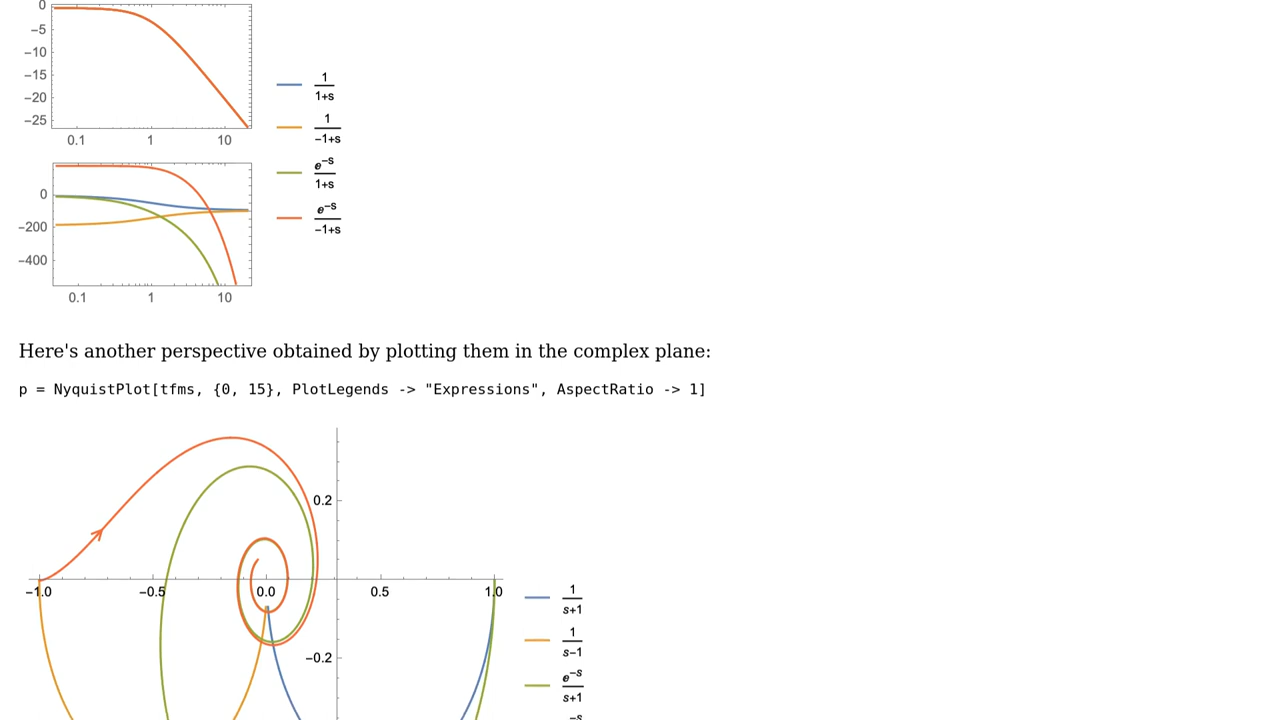 0
−5
−10
−15
−20
−25
0.1 1 10
1
1+s
1
−1+s
e−s
1+s
e−s
−1+s
0
−200
−400
0.1 1 10
Here's another perspective obtained by plotting them in the complex plane:
p = NyquistPlot[tfms, {0, 15}, PlotLegends -> "Expressions", AspectRatio -> 1]
0.2
−1.0 −0.5 0.0 0.5 1.0
−0.2
1
s+1
1
s−1
e−s
s+1
−s